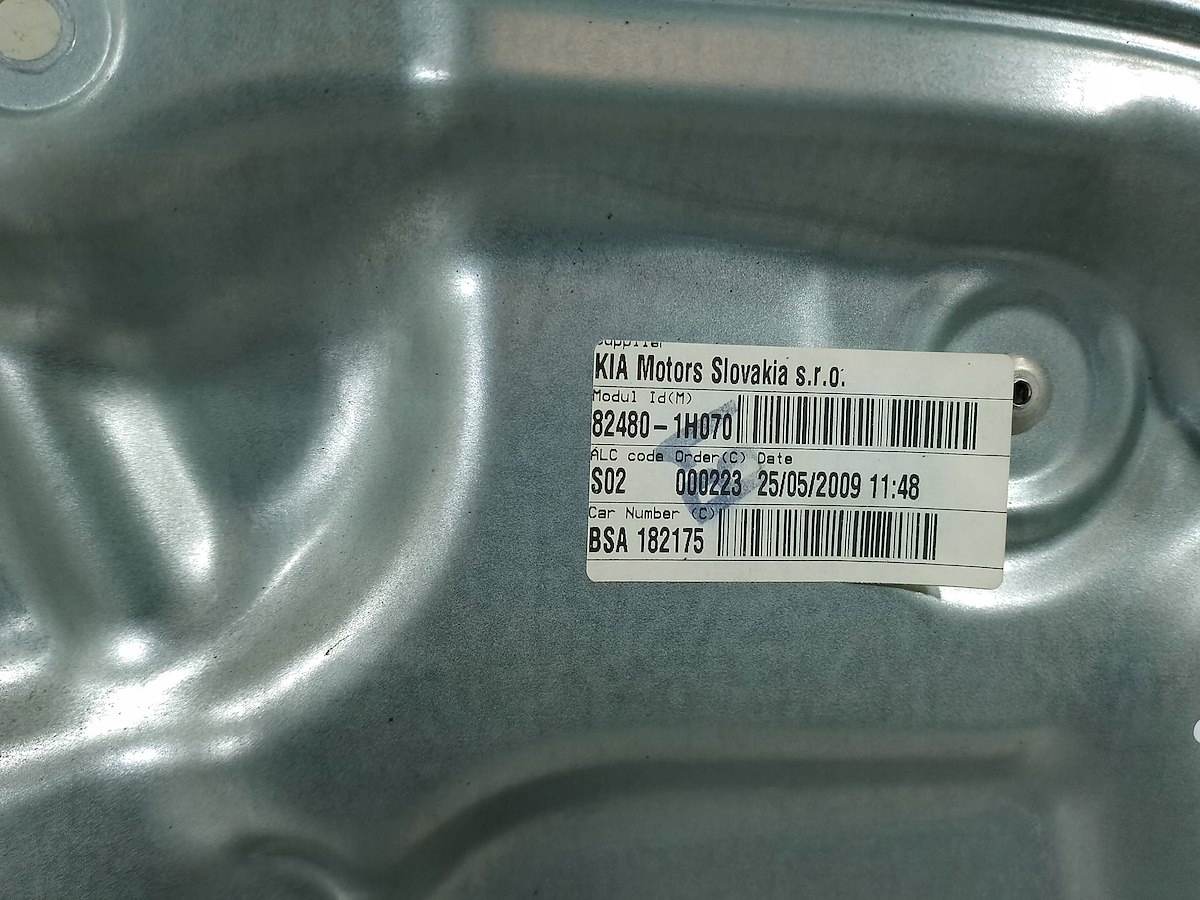 Supplier
KIA Motors Slovakia s.r.o.
Modul Id(M)
82480-1H070
ALC code Order(C) Date
S02 000223 25/05/2009 11:48
Car Number (C)
BSA 182175